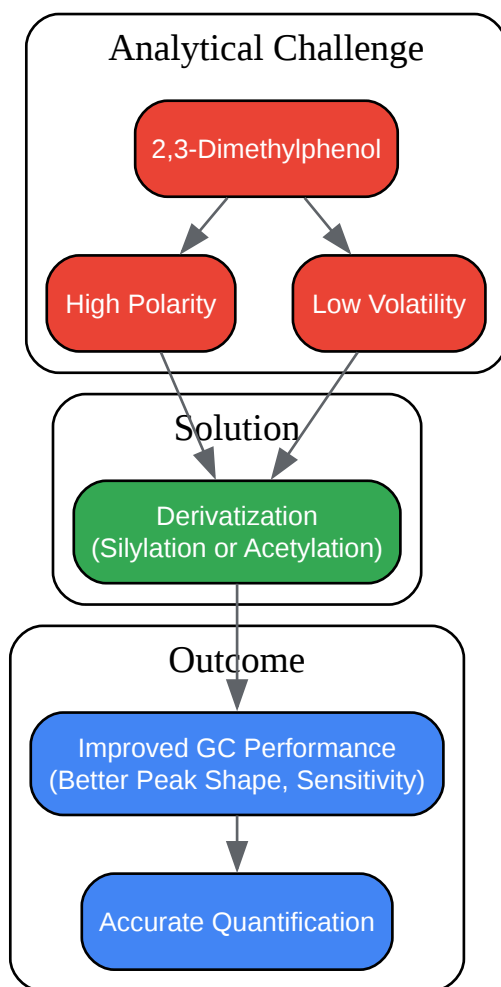 Analytical Challenge
2,3-Dimethylphenol
High Polarity
Low Volatility
Solution
Derivatization
(Silylation or Acetylation)
Outcome
Improved GC Performance
(Better Peak Shape, Sensitivity)
Accurate Quantification